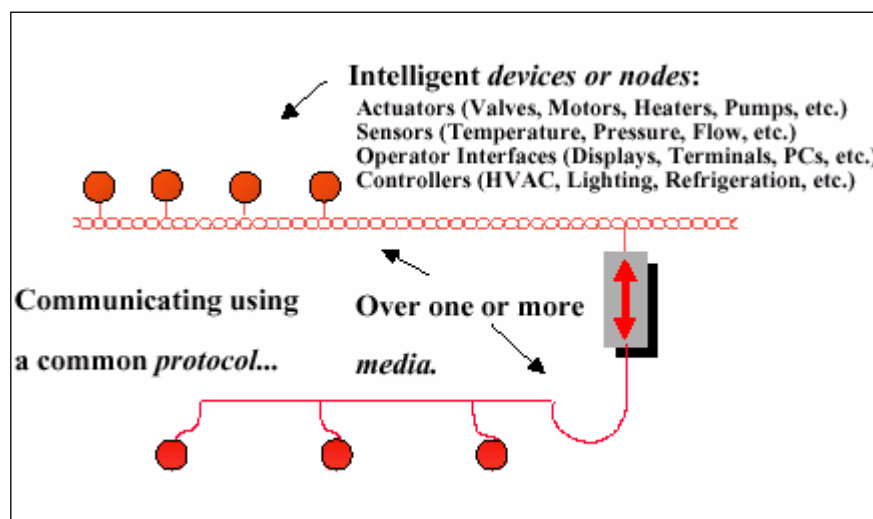 Intelligent devices or nodes:
Actuators (Valves, Motors, Heaters, Pumps, etc.)
Sensors (Temperature, Pressure, Flow, etc.)
Operator Interfaces (Displays, Terminals, PCs, etc.)
Controllers (HVAC, Lighting, Refrigeration, etc.)
Communicating using
a common protocol...
Over one or more
media.